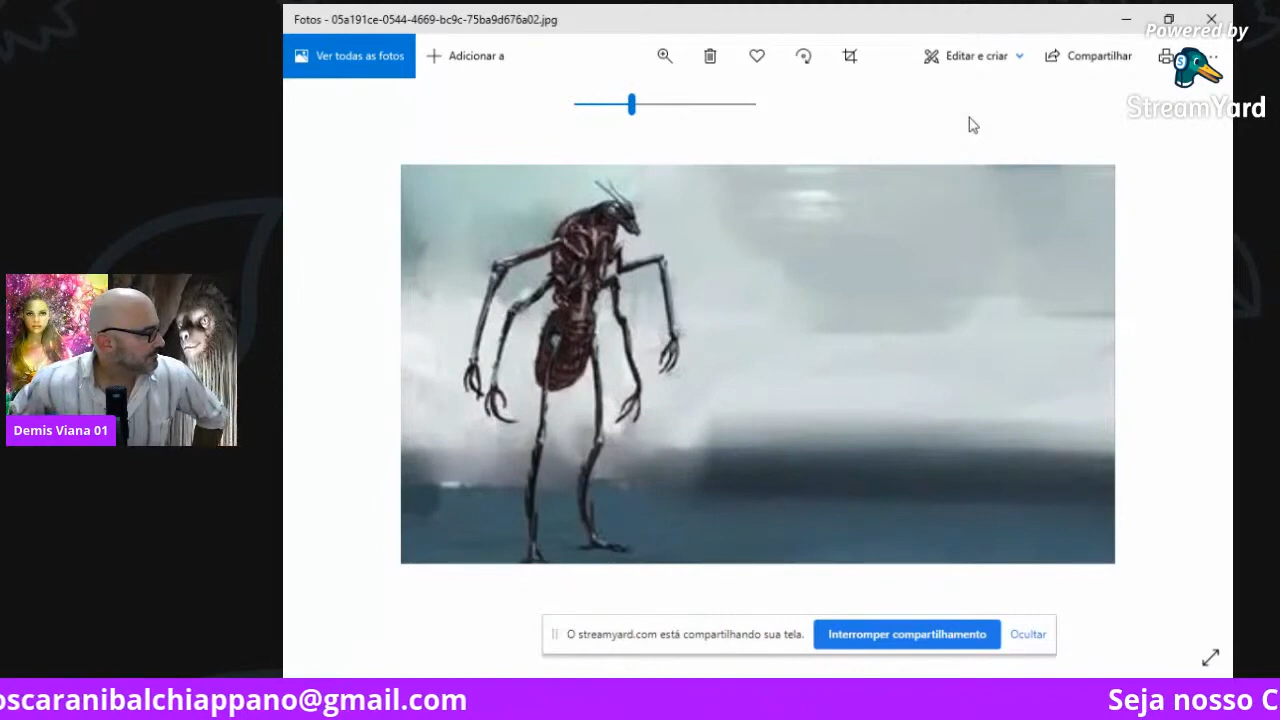 Fotos - 05a191ce-0544-4669-bc9c-75ba9d676a02.jpg
Powered by
Ver todas as fotos
Adicionar a
Editar e criar
Compartilhar
S
StreamYard
Demis Viana 01
O streamyard.com está compartilhando sua tela.
Interromper compartilhamento
Ocultar
oscaranibalchiappano@gmail.com
Seja nosso C